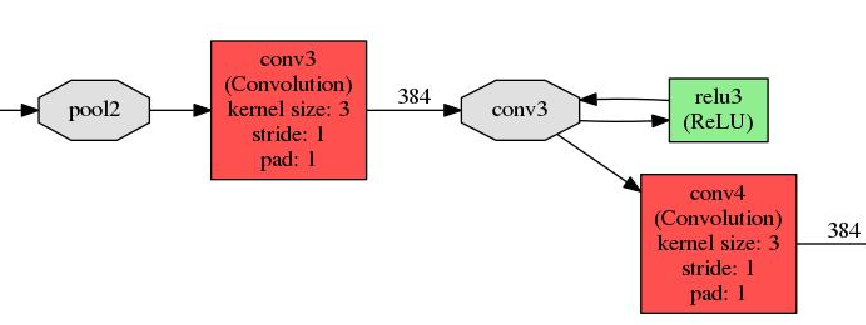 pool2
conv3
(Convolution)
kernel size: 3
stride: 1
pad: 1
384
conv3
relu3
(ReLU)
conv4
(Convolution)
kernel size: 3
stride: 1
pad: 1
384